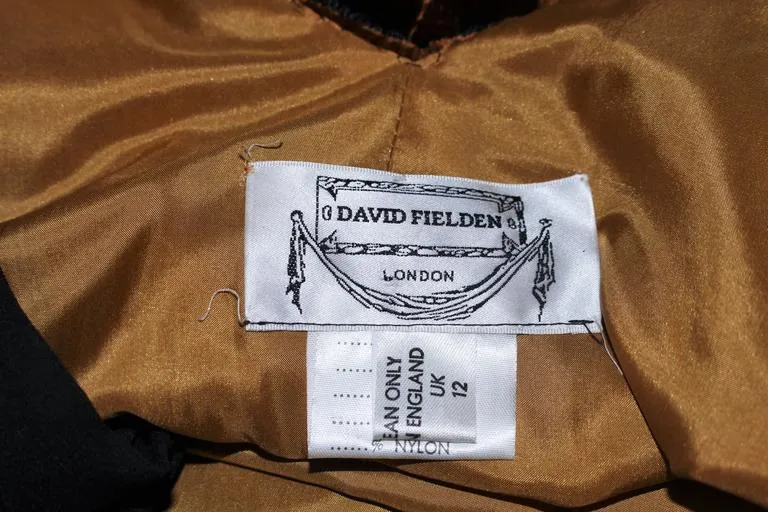 DAVID FIELDEN
LONDON
EAN ONLY
N ENGLAND
UK
12
% NYLON